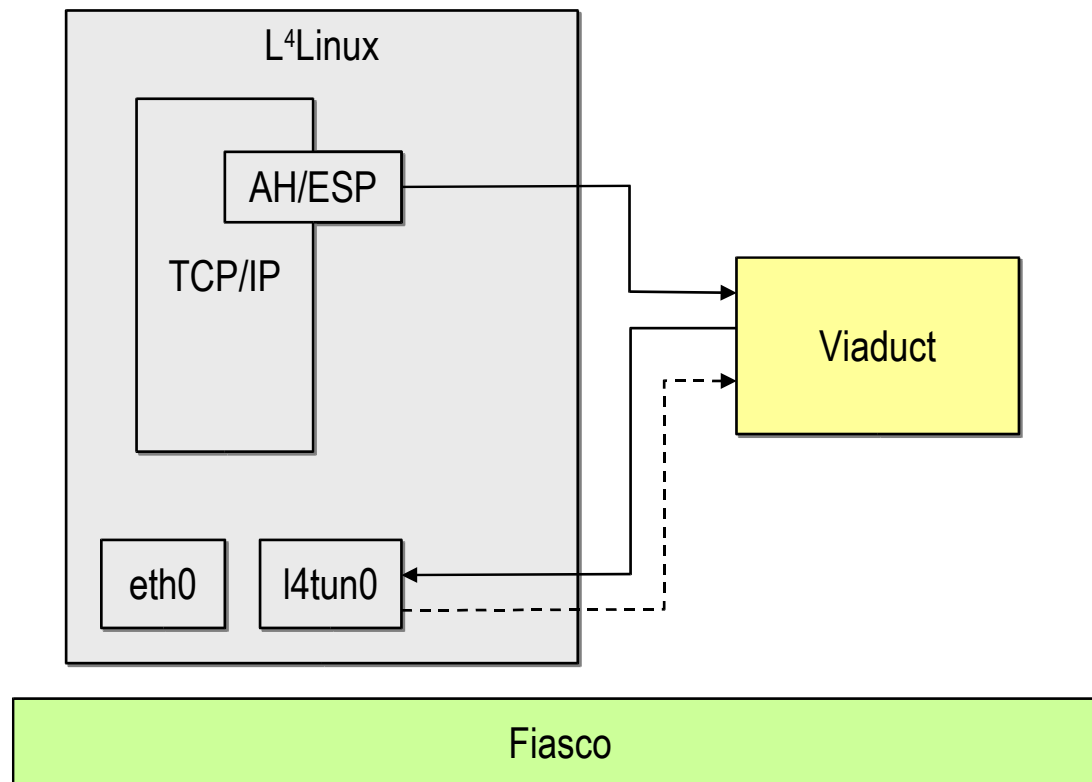 L⁴Linux
AH/ESP
TCP/IP
Viaduct
eth0
l4tun0
Fiasco